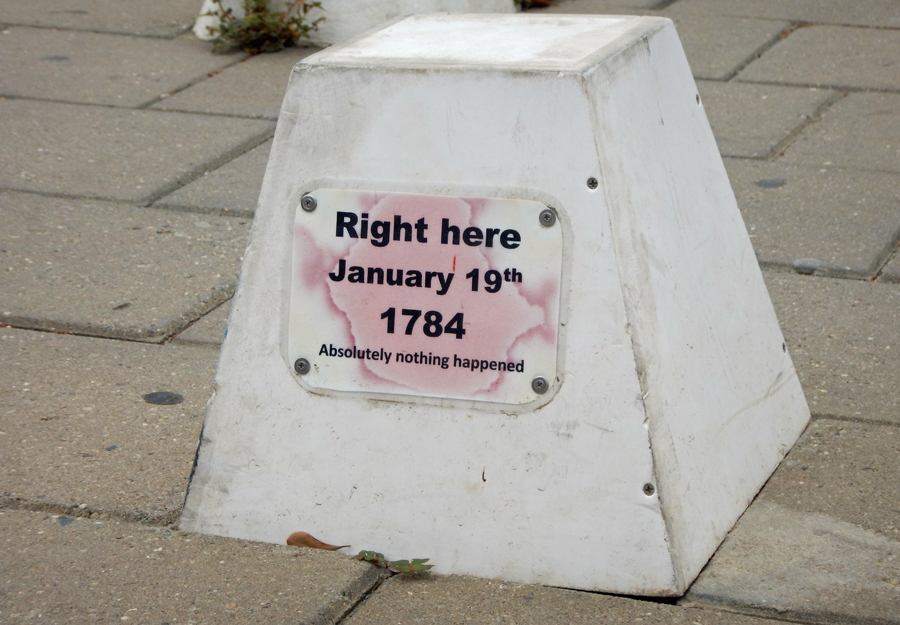 Right here
January 19th
1784
Absolutely nothing happened